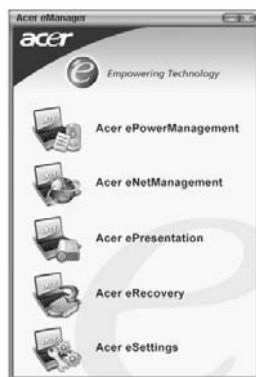 Acer eManager
acer
e Empowering Technology
Acer ePowerManagement
Acer eNetManagement
Acer ePresentation
Acer eRecovery
Acer eSettings